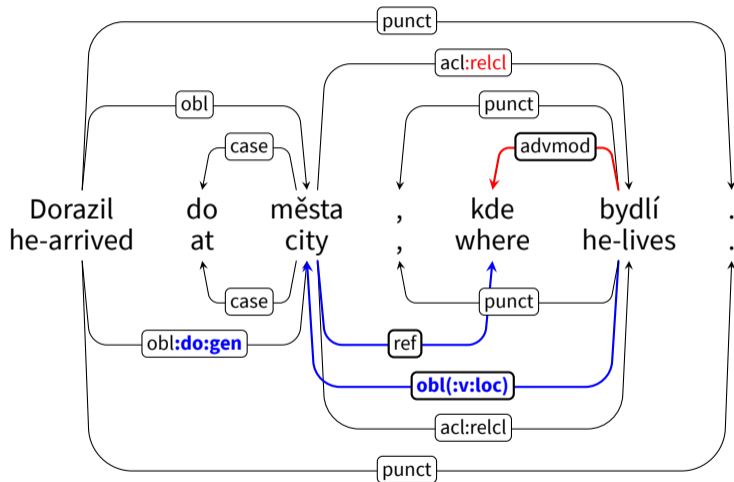 punct
acl:relcl
obl
punct
case
advmod
Dorazil do města , kde bydlí .
he-arrived at city , where he-lives .
case
punct
obl:do:gen
ref
obl(:v:loc)
acl:relcl
punct